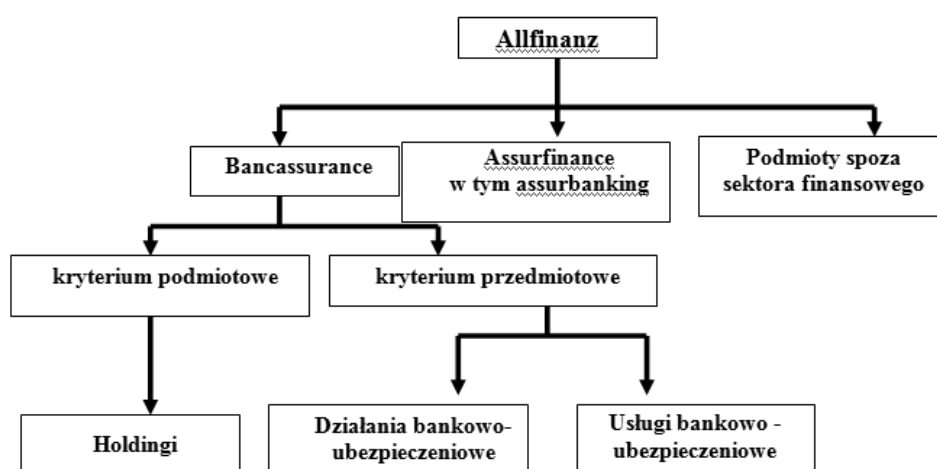 Allfinanz
Bancassurance
Assurfinance
w tym assurbanking
Podmioty spoza
sektora finansowego
kryterium podmiotowe
kryterium przedmiotowe
Holdingi
Działania bankowo-
ubezpieczeniowe
Usługi bankowo -
ubezpieczeniowe